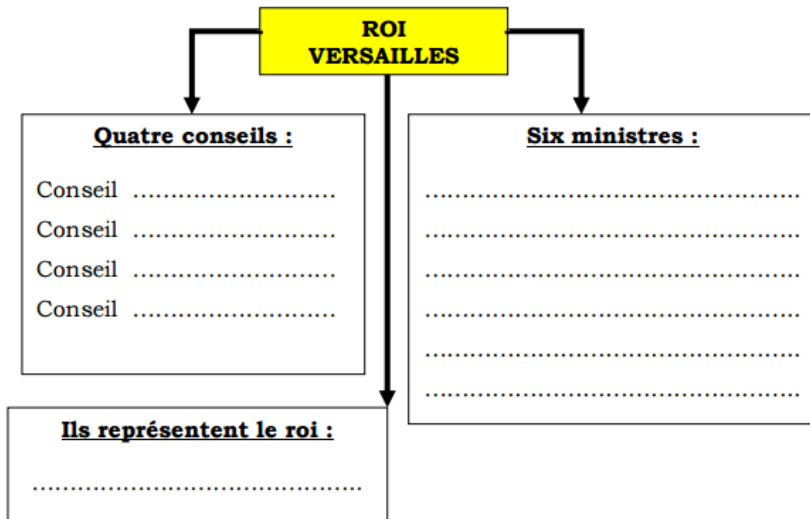 ROI
VERSAILLES
Quatre conseils :
Conseil ...........................
Conseil ...........................
Conseil ...........................
Conseil ...........................
Six ministres :
..................................................
..................................................
..................................................
..................................................
..................................................
..................................................
Ils représentent le roi :
............................................